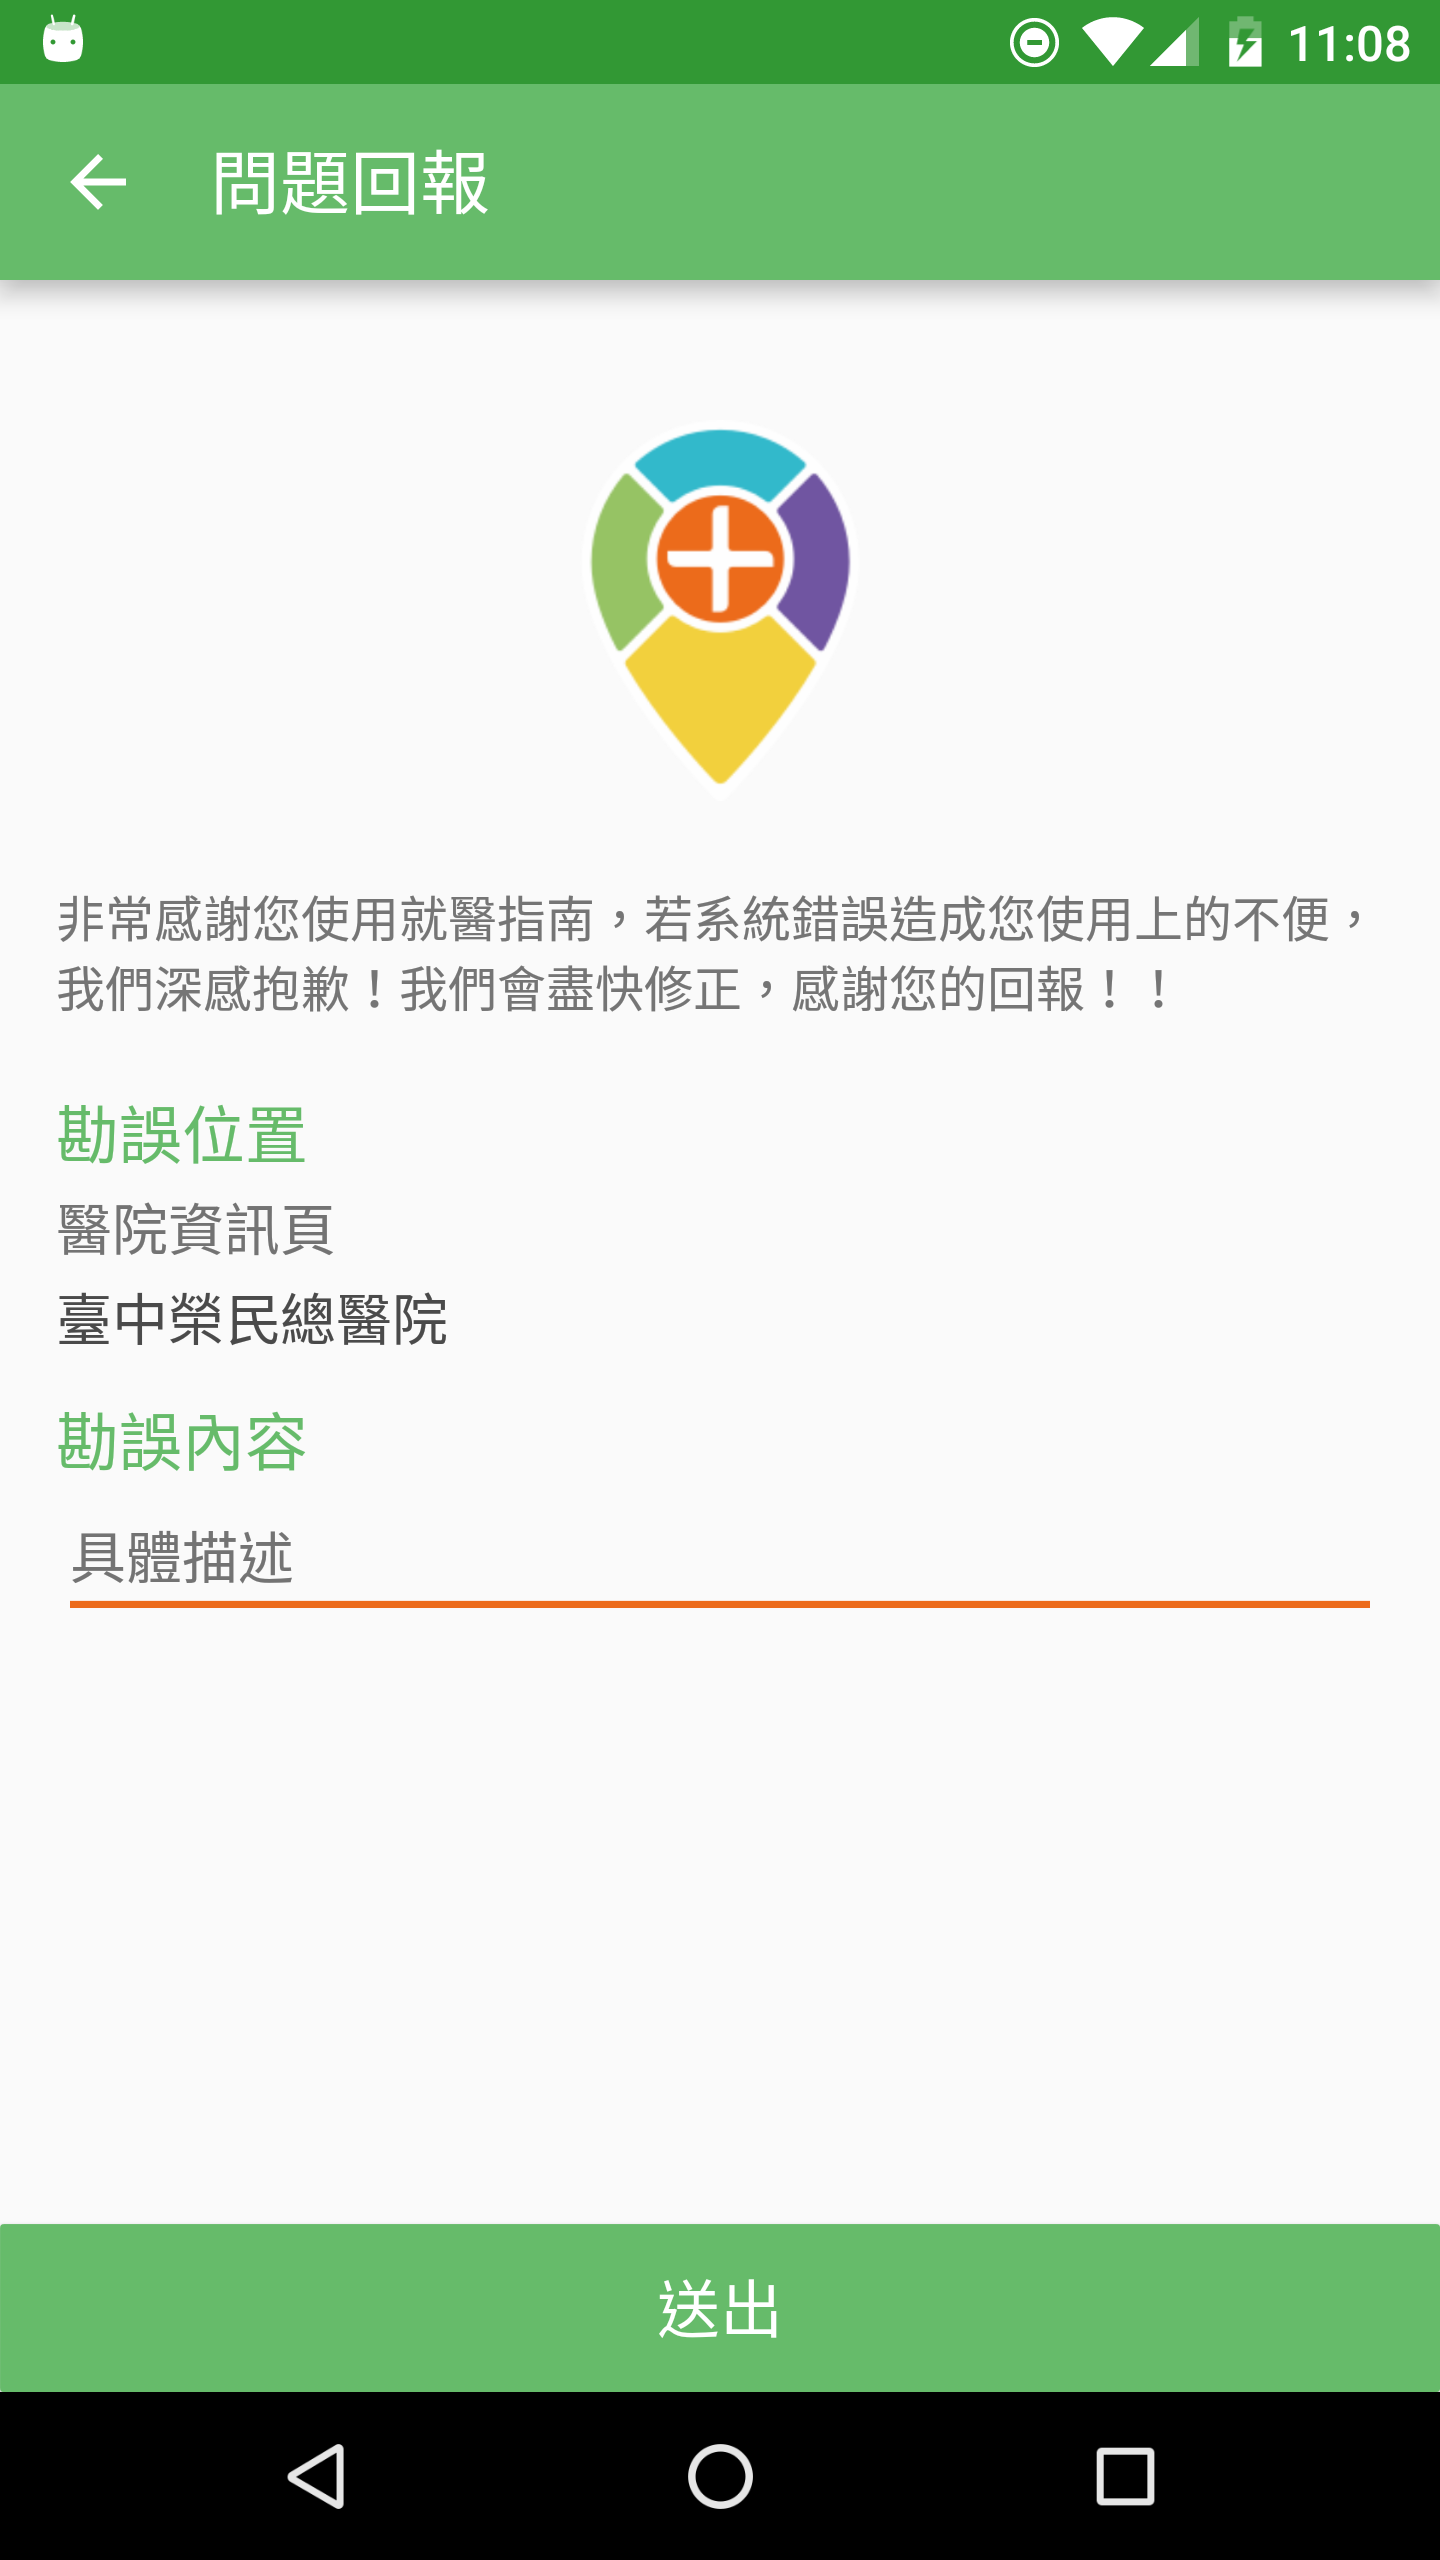 11:08
問題回報
非常感謝您使用就醫指南，若系統錯誤造成您使用上的不便，
我們深感抱歉！我們會盡快修正，感謝您的回報！！
勘誤位置
醫院資訊頁
臺中榮民總醫院
勘誤內容
具體描述
送出